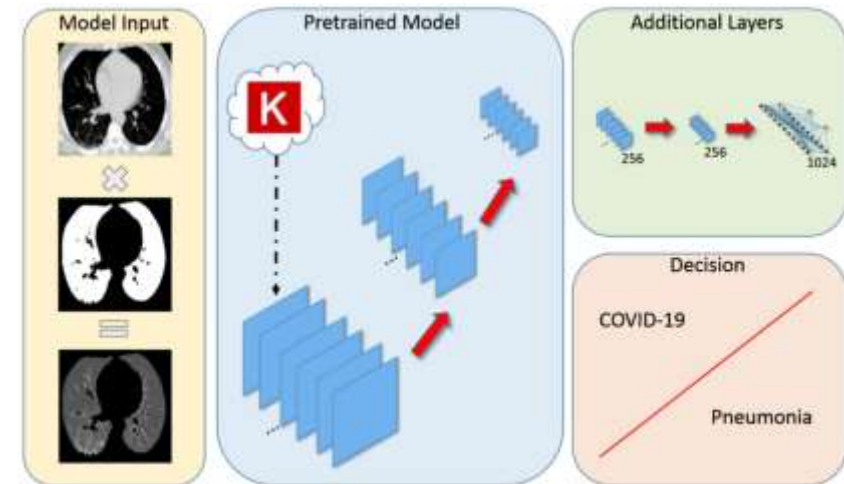 Model Input
Pretrained Model
K
Additional Layers
256
256
1024
Decision
COVID-19
Pneumonia